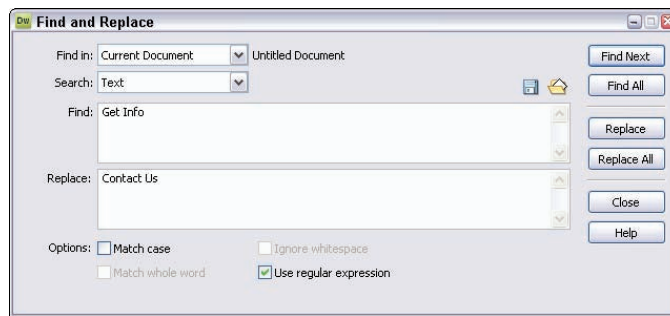 Dw Find and Replace
Find in: Current Document Untitled Document
Find Next
Search: Text
Find All
Find: Get Info
Replace
Replace All
Replace: Contact Us
Close
Help
Options: Match case Ignore whitespace
Match whole word Use regular expression